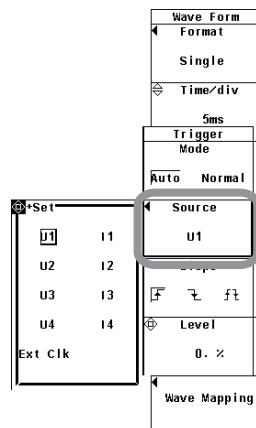 Wave Form
Format
Single
Time/div
5ms
Trigger
Mode
Auto Normal
+Set
Source
U1 I1
U1
U2 I2
U3 I3
Level
U4 I4
0. %
Ext Clk
Wave Mapping